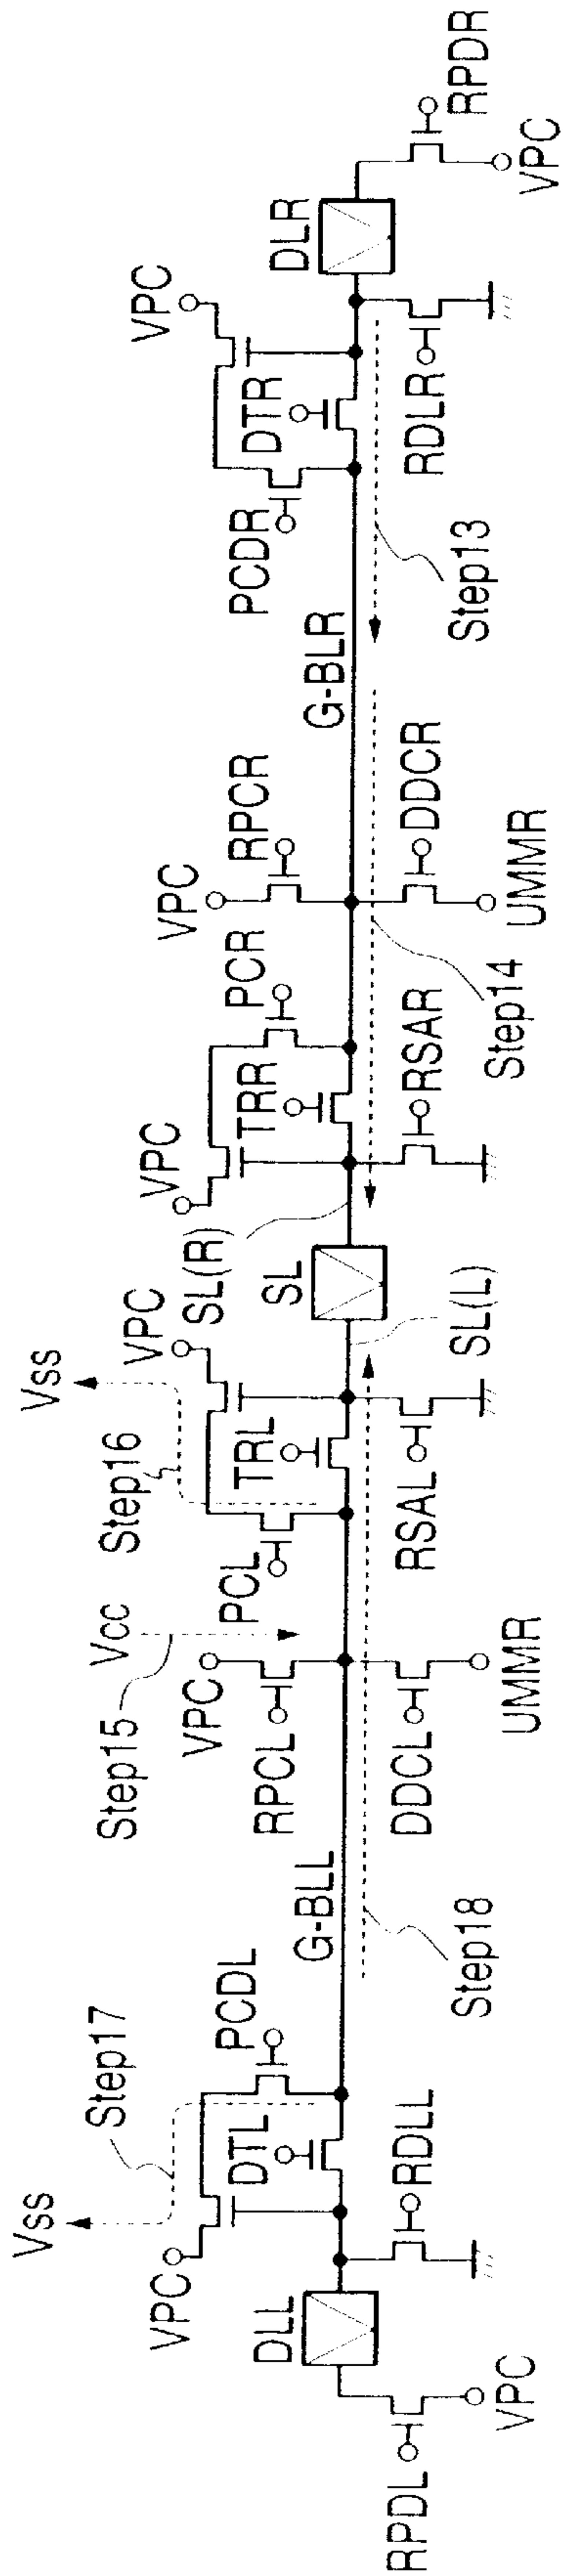 Vss
Step17
VPC
PCDL
DTL
DLL
RDLL
RPDL
VPC
G-BLL
Step18
Step15
Vcc
VPC
RPCL
DDCL
UMMR
Step16
Vss
PCL
TRL
VPC
RSAL
SL(L)
SL
SL(R)
VPC
TRR
PCR
RSAR
Step14
VPC
RPCR
DDCR
UMMR
G-BLR
Step13
PCDR
DTR
VPC
RDLR
DLR
RPDR
VPC